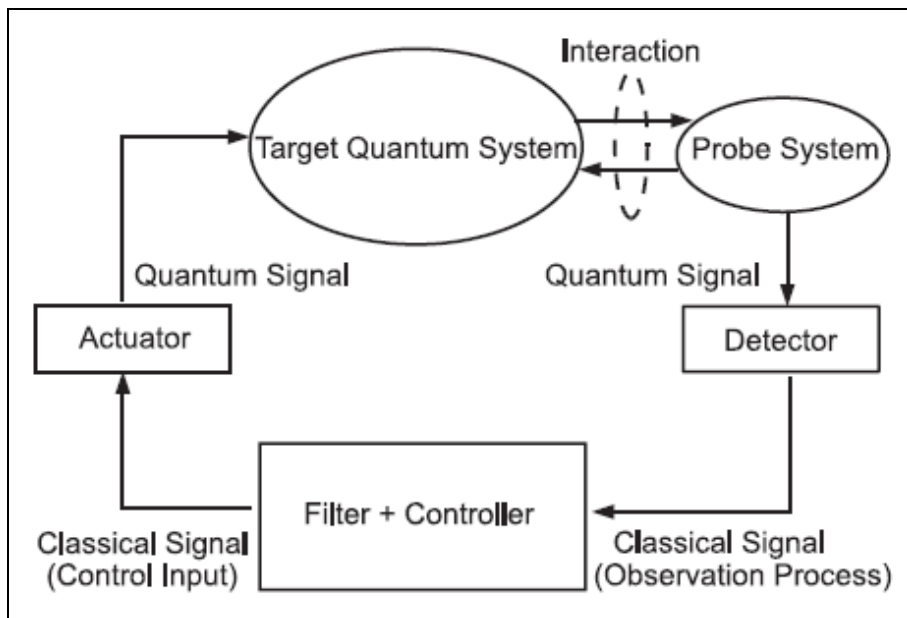 Interaction
Target Quantum System
Probe System
Quantum Signal
Quantum Signal
Actuator
Detector
Filter + Controller
Classical Signal
(Control Input)
Classical Signal
(Observation Process)